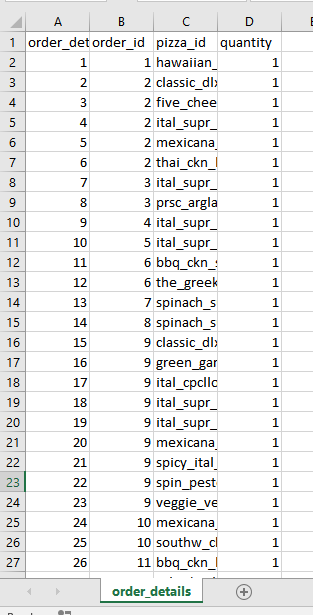 A B C D
1 order_det order_id pizza_id quantity
2 1 1 hawaiian_ 1
3 2 2 classic_dlx 1
4 3 2 five_chee 1
5 4 2 ital_supr_ 1
6 5 2 mexicana_ 1
7 6 2 thai_ckn_l 1
8 7 3 ital_supr_ 1
9 8 3 prsc_argla 1
10 9 4 ital_supr_ 1
11 10 5 ital_supr_ 1
12 11 6 bbq_ckn_s 1
13 12 6 the_greek 1
14 13 7 spinach_s 1
15 14 8 spinach_s 1
16 15 9 classic_dlx 1
17 16 9 green_gar 1
18 17 9 ital_cpcllo 1
19 18 9 ital_supr_ 1
20 19 9 ital_supr_ 1
21 20 9 mexicana_ 1
22 21 9 spicy_ital_ 1
23 22 9 spin_pest 1
24 23 9 veggie_ve 1
25 24 10 mexicana_ 1
26 25 10 southw_cl 1
27 26 11 bbq_ckn_l 1
order_details